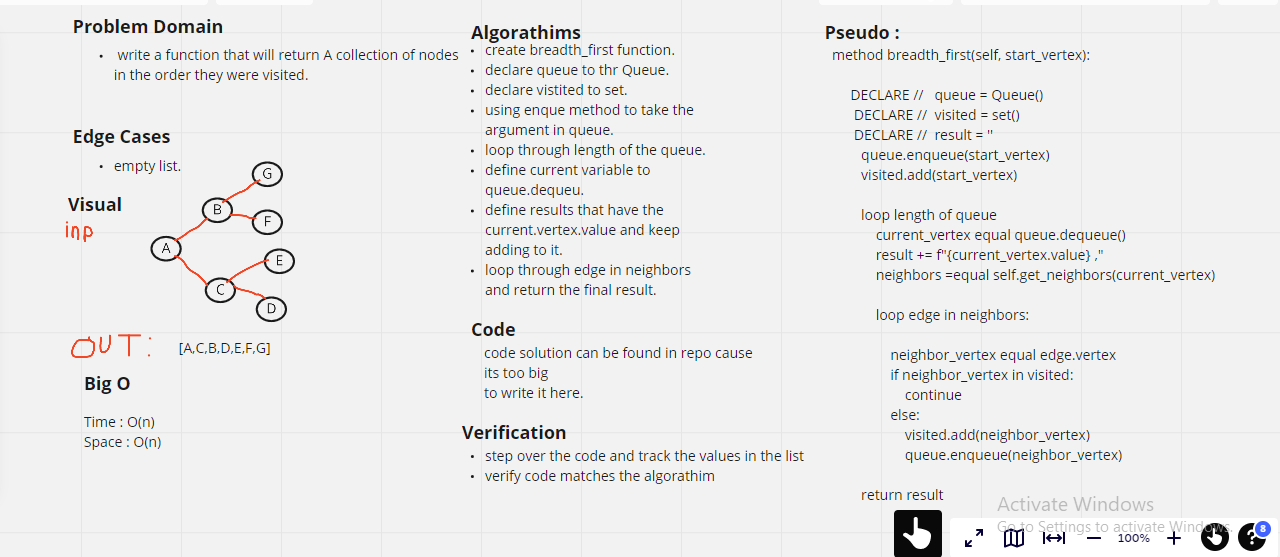 Problem Domain
• write a function that will return A collection of nodes
in the order they were visited.
Edge Cases
• empty list.
Visual
inp
G
B
F
A
E
C
D
OUT:
[A,C,B,D,E,F,G]
Big O
Time : O(n)
Space : O(n)
Algorathims
• create breadth_first function.
• declare queue to thr Queue.
• declare vistited to set.
• using enque method to take the
argument in queue.
• loop through length of the queue.
• define current variable to
queue.dequeu.
• define results that have the
current.vertex.value and keep
adding to it.
• loop through edge in neighbors
and return the final result.
Code
code solution can be found in repo cause
its too big
to write it here.
Verification
• step over the code and track the values in the list
• verify code matches the algorathim
Pseudo :
method breadth_first(self, start_vertex):
DECLARE // queue = Queue()
DECLARE // visited = set()
DECLARE // result = ''
queue.enqueue(start_vertex)
visited.add(start_vertex)
loop length of queue
current_vertex equal queue.dequeue()
result += f"{current_vertex.value} ,"
neighbors =equal self.get_neighbors(current_vertex)
loop edge in neighbors:
neighbor_vertex equal edge.vertex
if neighbor_vertex in visited:
continue
else:
visited.add(neighbor_vertex)
queue.enqueue(neighbor_vertex)
return result
Activate Windows
Go to Settings to activate Windows.
100%
?
8